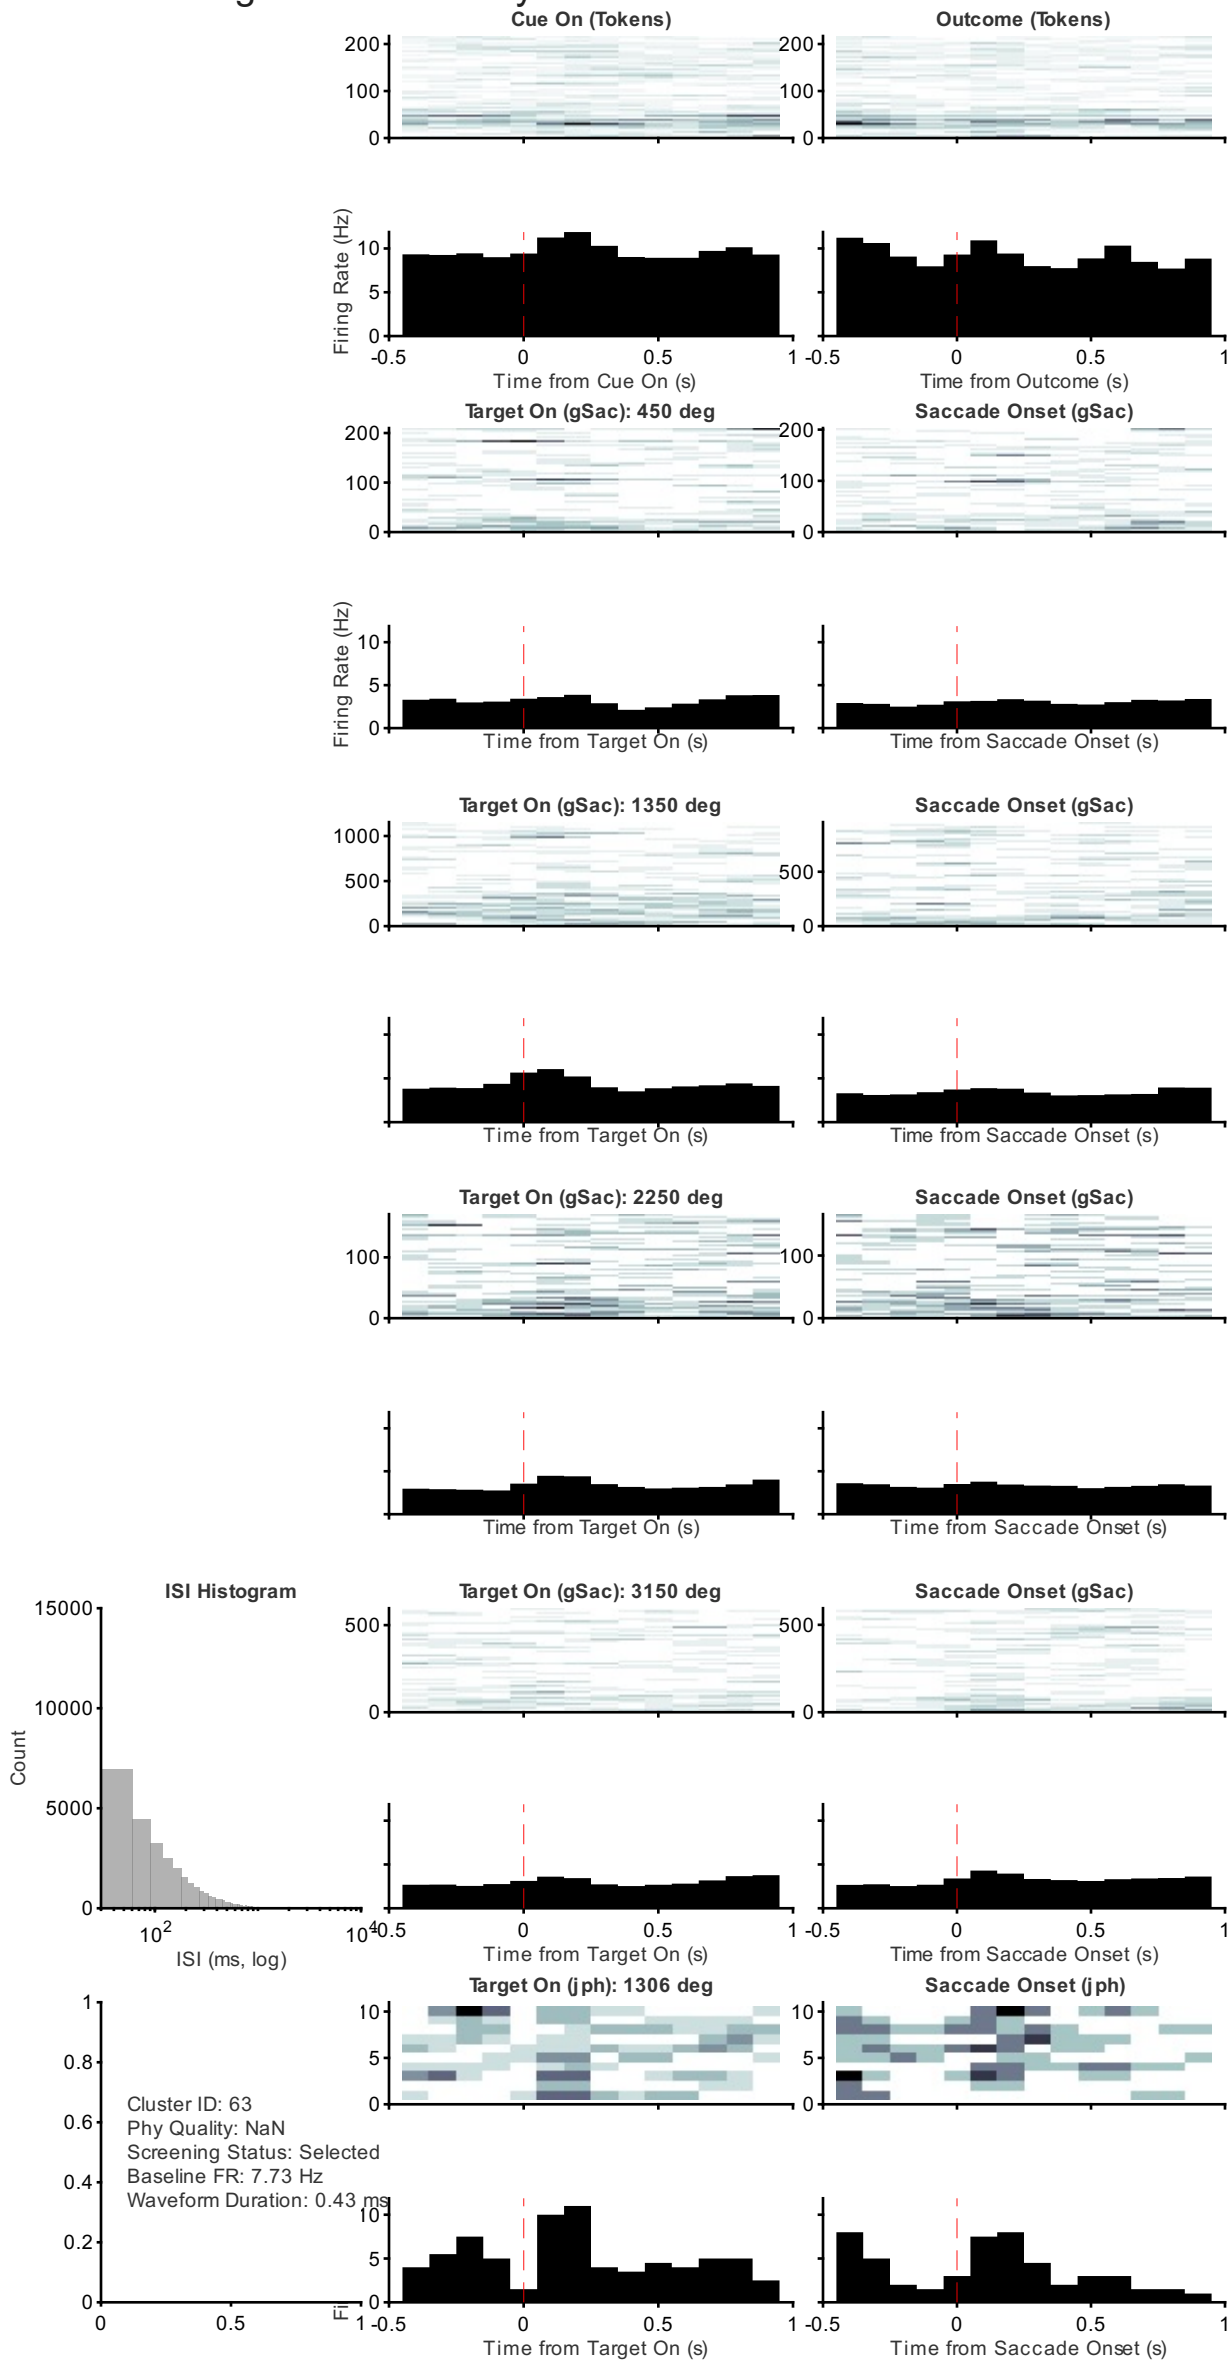 Cue On (Tokens)
Outcome (Tokens)
200
100
0
200
100
0
Firing Rate (Hz)
10
5
0
-0.5
0
0.5
1
-0.5
0
0.5
1
Time from Cue On (s)
Time from Outcome (s)
Target On (gSac): 450 deg
Saccade Onset (gSac)
200
100
0
200
100
0
Firing Rate (Hz)
10
5
0
Time from Target On (s)
Time from Saccade Onset (s)
Target On (gSac): 1350 deg
Saccade Onset (gSac)
1000
500
0
500
0
Time from Target On (s)
Time from Saccade Onset (s)
Target On (gSac): 2250 deg
Saccade Onset (gSac)
100
0
100
0
Time from Target On (s)
Time from Saccade Onset (s)
ISI Histogram
Target On (gSac): 3150 deg
Saccade Onset (gSac)
15000
10000
5000
0
Count
10²
10⁴
ISI (ms, log)
500
0
500
0
-0.5
0
0.5
1
-0.5
0
0.5
1
Time from Target On (s)
Time from Saccade Onset (s)
Target On (jph): 1306 deg
Saccade Onset (jph)
1
0.8
0.6
0.4
0.2
0
0
0.5
1
Cluster ID: 63
Phy Quality: NaN
Screening Status: Selected
Baseline FR: 7.73 Hz
Waveform Duration: 0.43 ms
10
5
0
10
5
0
10
5
0
Fi
-0.5
0
0.5
1
-0.5
0
0.5
1
Time from Target On (s)
Time from Saccade Onset (s)